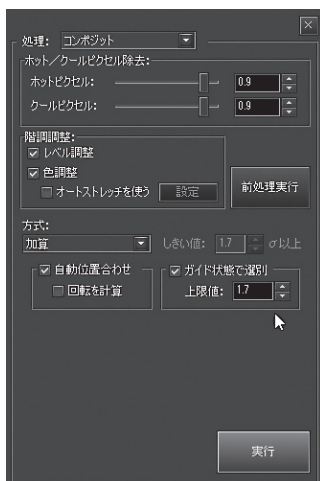 処理: コンポジット
ホット/クールピクセル除去:
ホットピクセル: 0.9
クールピクセル: 0.9
階調調整:
レベル調整
色調整
オートストレッチを使う 設定
前処理実行
方式:
加算 しきい値: 1.7 σ以上
自動位置合わせ
回転を計算
ガイド状態で選別
上限値: 1.7
実行